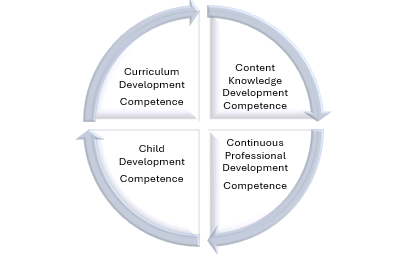 Curriculum
Development
Competence
Content
Knowledge
Development
Competence
Child
Development
Competence
Continuous
Professional
Development
Competence